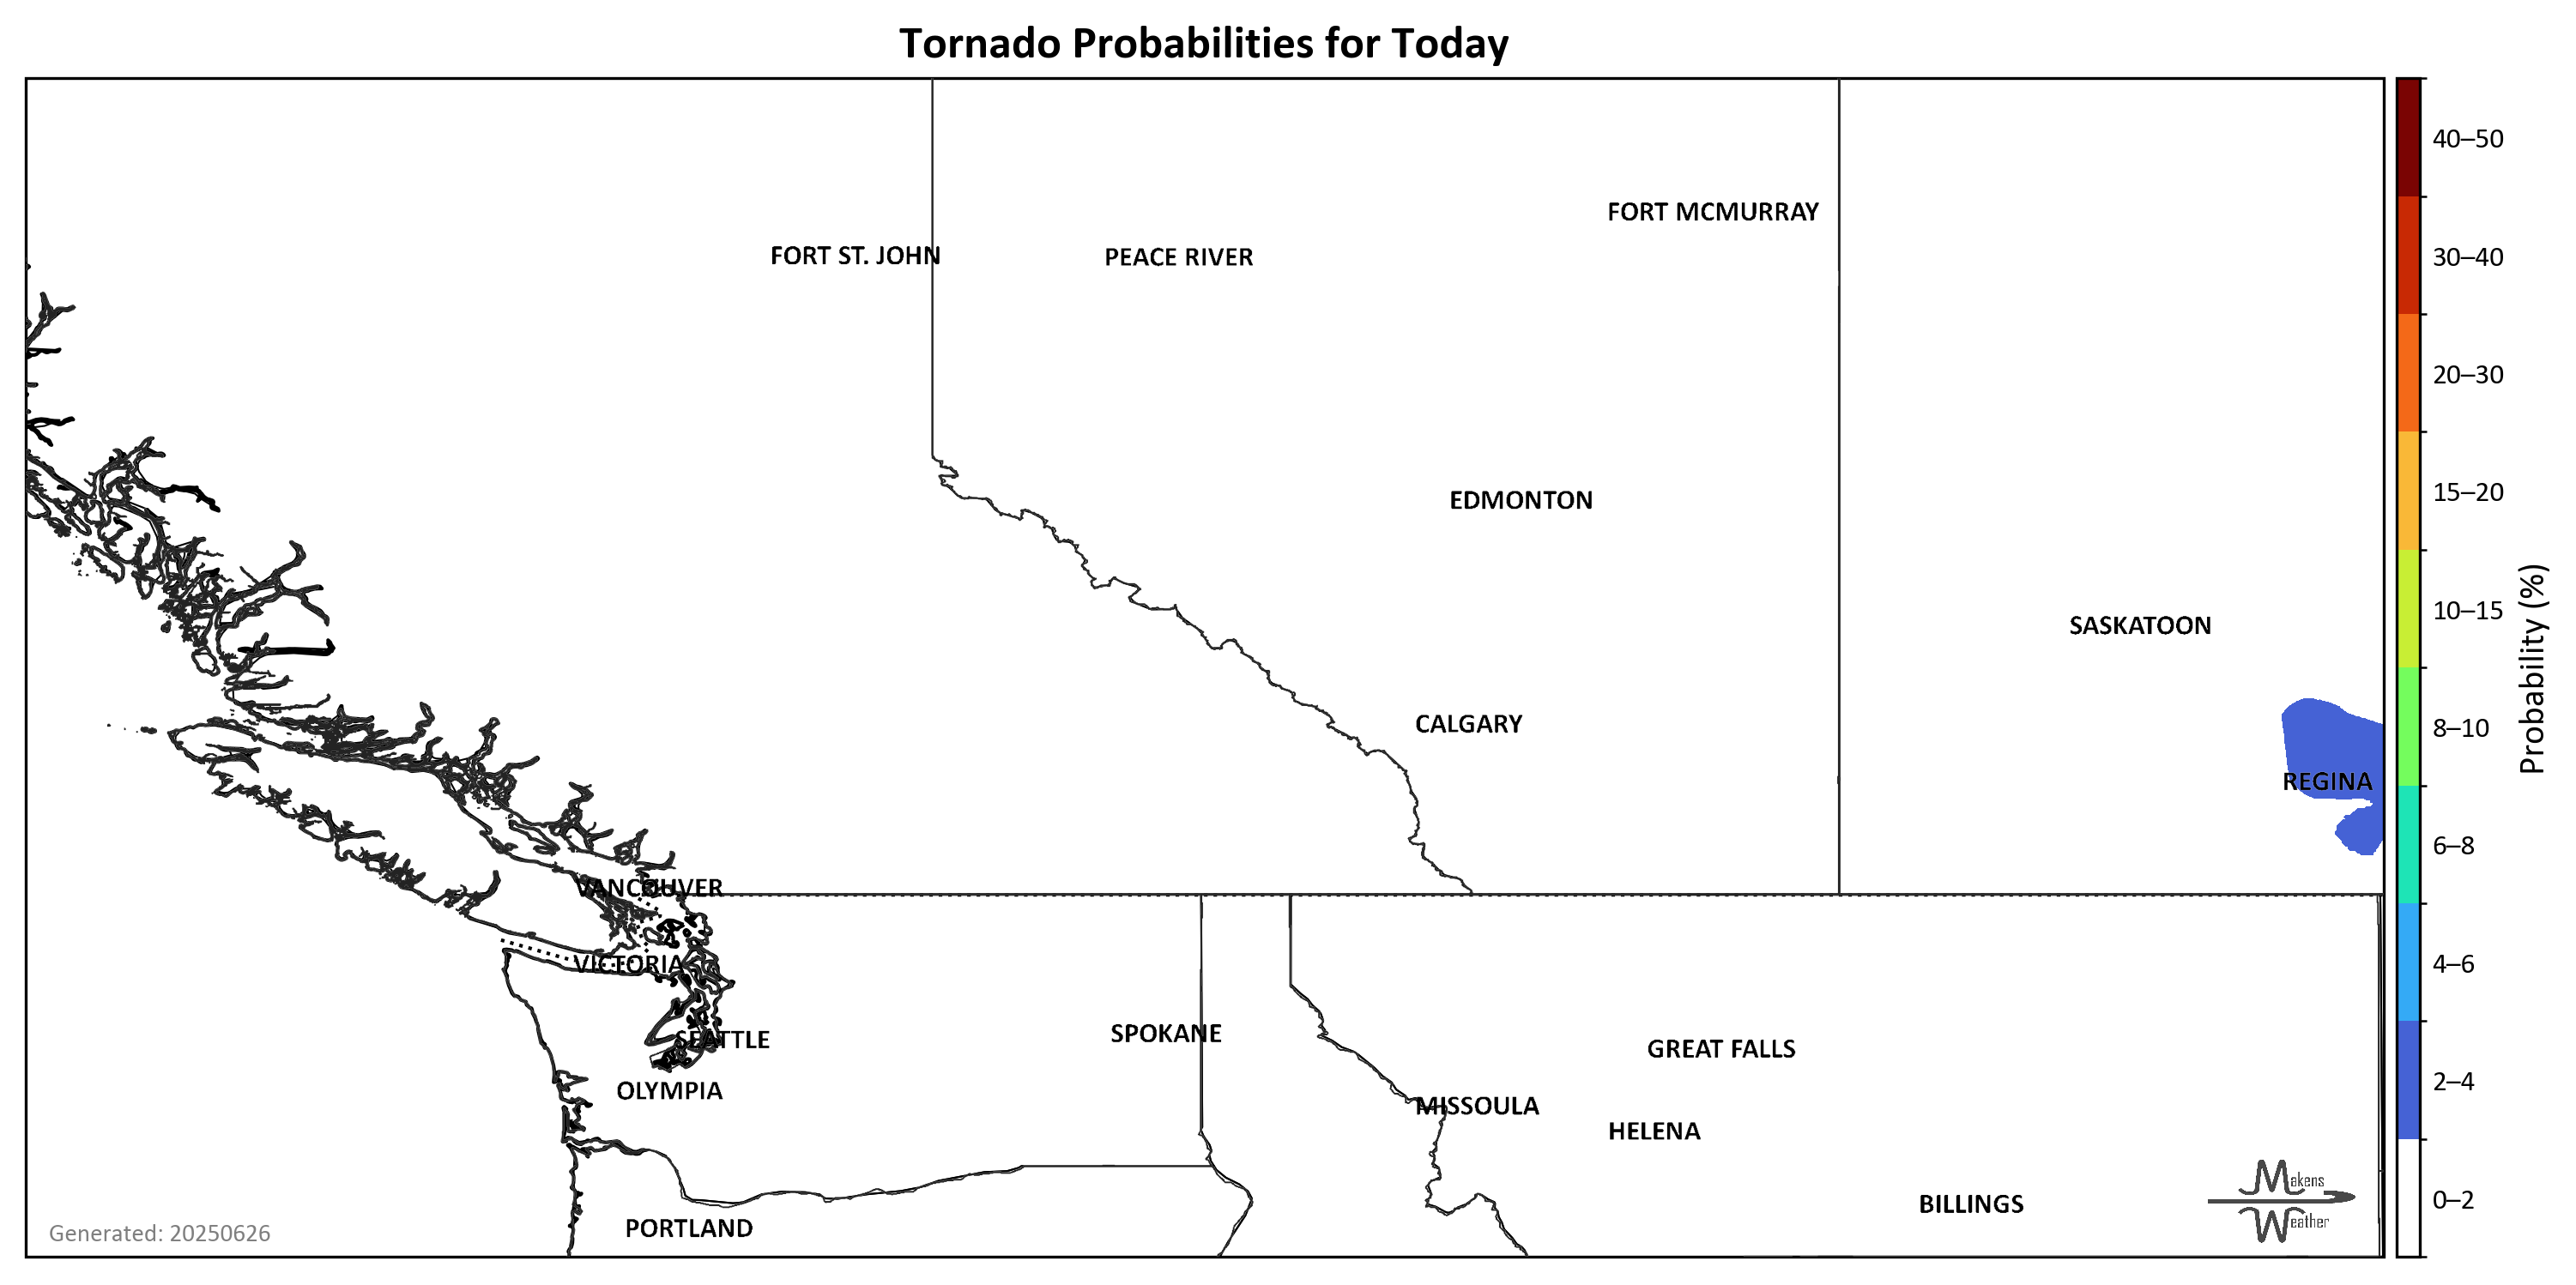 Tornado Probabilities for Today
FORT MCMURRAY
FORT ST. JOHN
PEACE RIVER
EDMONTON
SASKATOON
CALGARY
REGINA
VANCOUVER
VICTORIA
SPOKANE
SEATTLE
GREAT FALLS
OLYMPIA
MISSOULA
HELENA
BILLINGS
PORTLAND
Makens
Weather
Generated: 20250626
40–50
30–40
20–30
15–20
10–15
8–10
6–8
4–6
2–4
0–2
Probability (%)